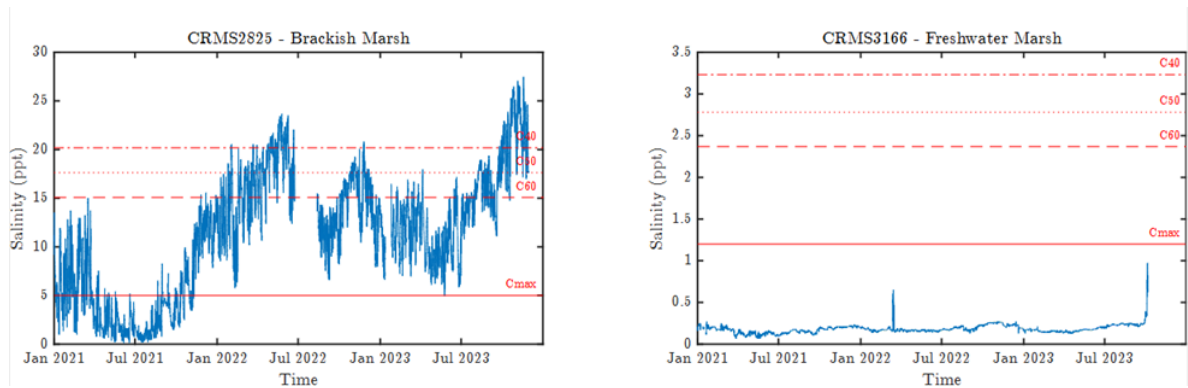 CRMS2825 - Brackish Marsh
30
25
20
15
10
5
0
Salinity (ppt)
C40
C50
C60
Cmax
Jan 2021
Jul 2021
Jan 2022
Jul 2022
Jan 2023
Jul 2023
Time
CRMS3166 - Freshwater Marsh
3.5
3
2.5
2
1.5
1
0.5
0
Salinity (ppt)
C40
C50
C60
Cmax
Jan 2021
Jul 2021
Jan 2022
Jul 2022
Jan 2023
Jul 2023
Time